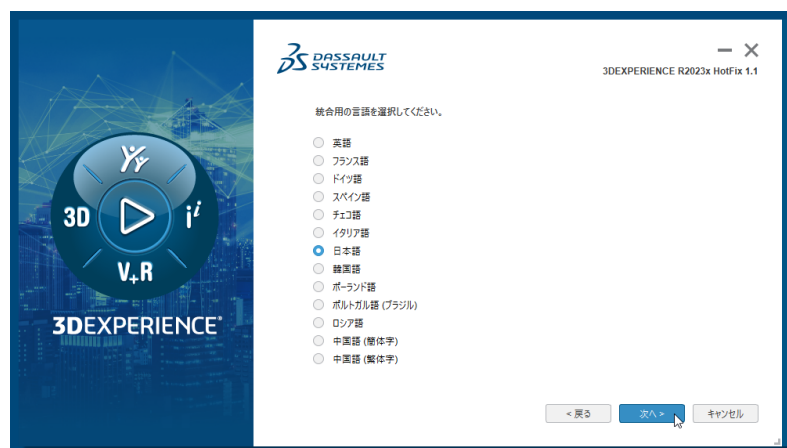 DASSAULT
SYSTEMES
3DEXPERIENCE R2023x HotFix 1.1
統合用の言語を選択してください。
英語
フランス語
ドイツ語
スペイン語
チェコ語
イタリア語
日本語
韓国語
ポーランド語
ポルトガル語 (ブラジル)
ロシア語
中国語 (簡体字)
中国語 (繁体字)
3D
i
V+R
3DEXPERIENCE®
< 戻る
次へ >
キャンセル